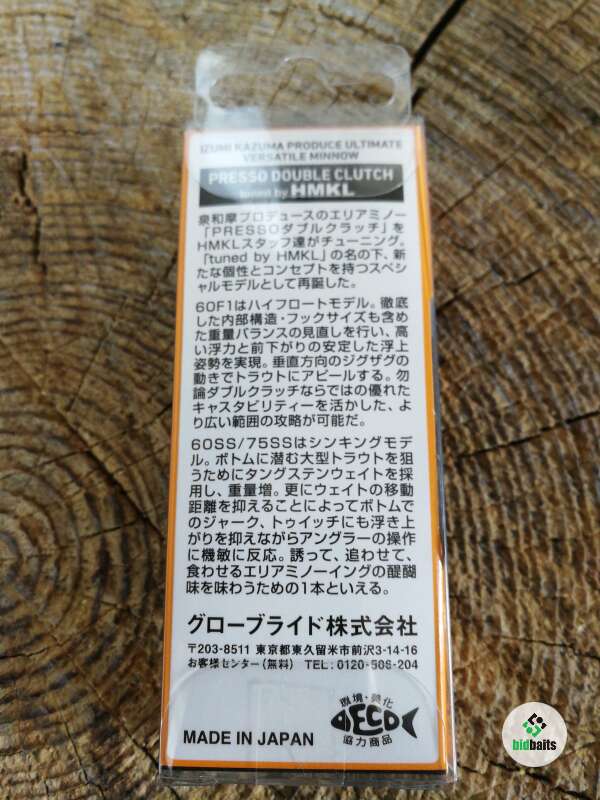 IZUMI KAZUMA PRODUCE ULTIMATE
VERSATILE MINNOW
PRESSO DOUBLE CLUTCH
tuned by HMKL
泉和摩プロデュースのエリアミノー
「PRESSOダブルクラッチ」を
HMKLスタッフ達がチューニング。
「tuned by HMKL」の名の下、新
たな個性とコンセプトを持つスペシ
ャルモデルとして再誕した。
60F1はハイフロートモデル。徹底
した内部構造・フックサイズも含め
た重量バランスの見直しを行い、高
い浮力と前下がりの安定した浮上
姿勢を実現。垂直方向のジグザグの
動きでトラウトにアピールする。勿
論ダブルクラッチならではの優れた
キャスタビリティーを活かした、よ
り広い範囲の攻略が可能だ。
60SS/75SSはシンキングモデ
ル。ボトムに潜む大型トラウトを狙
うためにタングステンウェイトを採
用し、重量増。更にウェイトの移動
距離を抑えることによってボトムで
のジャーク、トゥイッチにも浮き上
がりを抑えながらアングラーの操作
に機敏に反応。誘って、追わせて、
食わせるエリアミノーイングの醍醐
味を味わうための1本といえる。
グローブライド株式会社
〒203-8511 東京都東久留米市前沢3-14-16
お客様センター(無料) TEL:0120-506-204
環境・美化
DECO
協力商品
MADE IN JAPAN
bidbaits